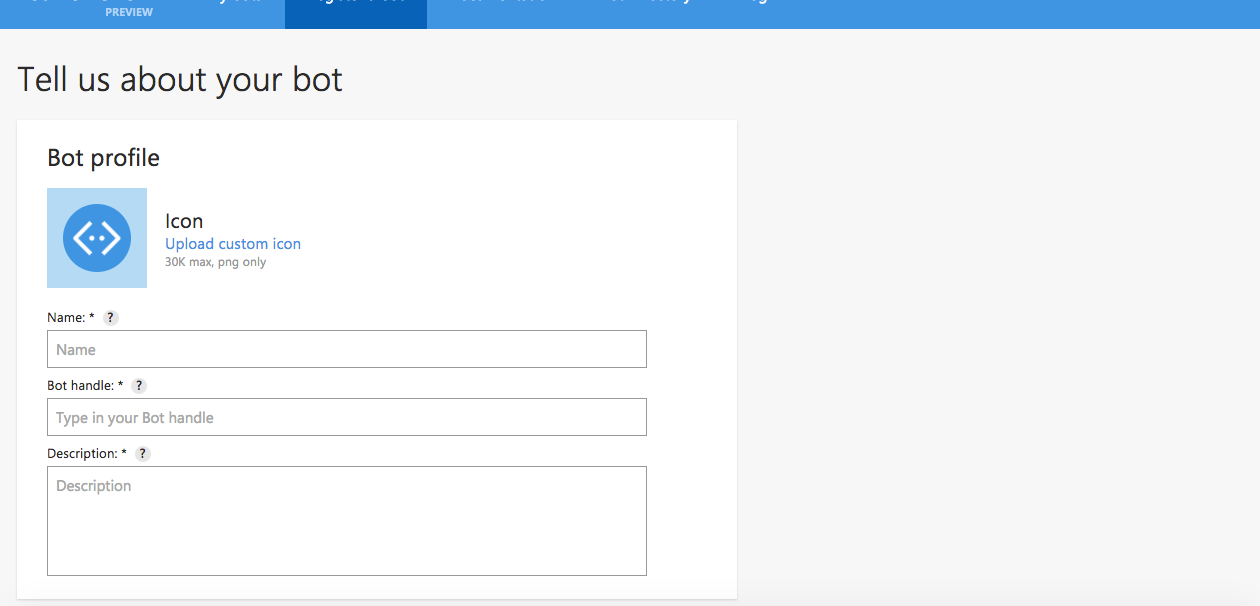 PREVIEW
Tell us about your bot
Bot profile
Icon
Upload custom icon
30K max, png only
Name: * ?
Name
Bot handle: * ?
Type in your Bot handle
Description: * ?
Description